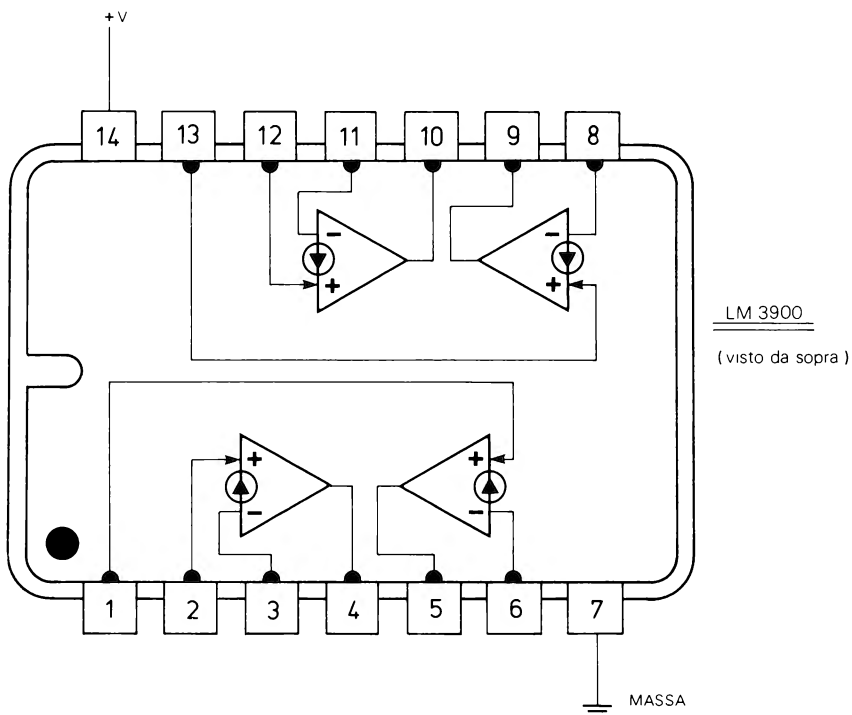 +V
14 13 12 11 10 9 8
− −
+ +
LM 3900
(visto da sopra)
+ +
− −
1 2 3 4 5 6 7
MASSA